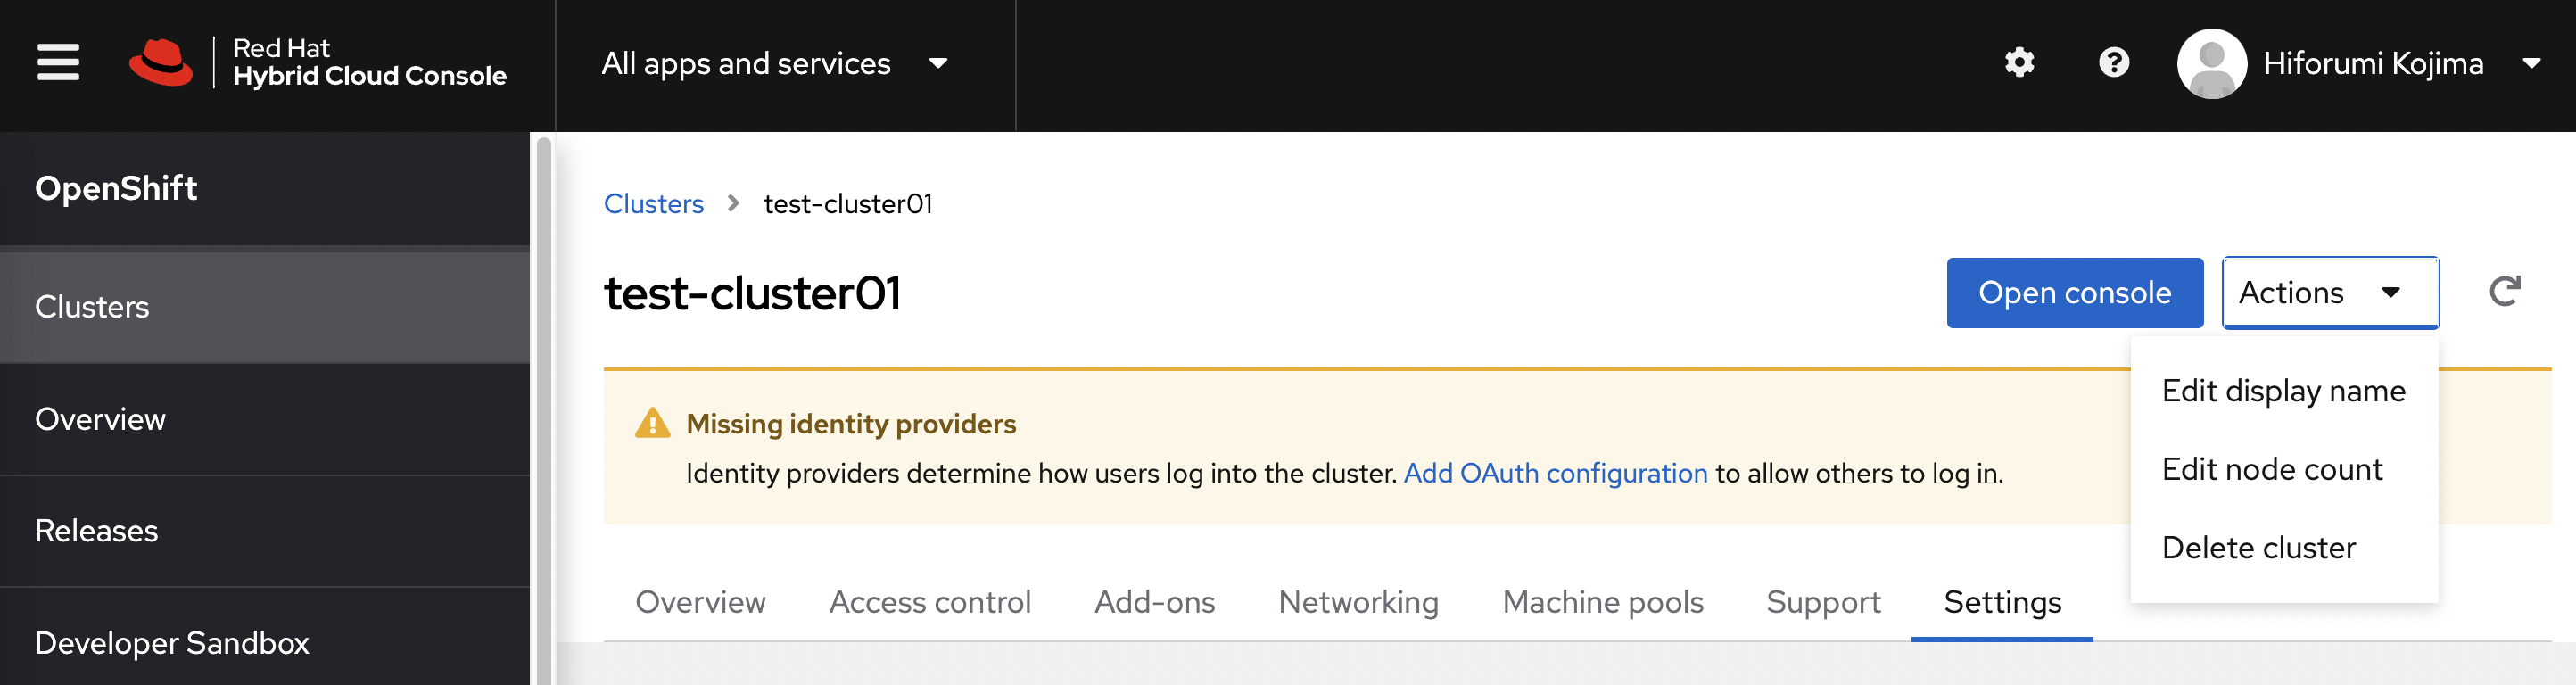 Red Hat
Hybrid Cloud Console
All apps and services
Hiforumi Kojima
OpenShift
Clusters
Overview
Releases
Developer Sandbox
Clusters > test-cluster01
test-cluster01
Open console
Actions
Edit display name
Edit node count
Delete cluster
Missing identity providers
Identity providers determine how users log into the cluster. Add OAuth configuration to allow others to log in.
Overview Access control Add-ons Networking Machine pools Support Settings